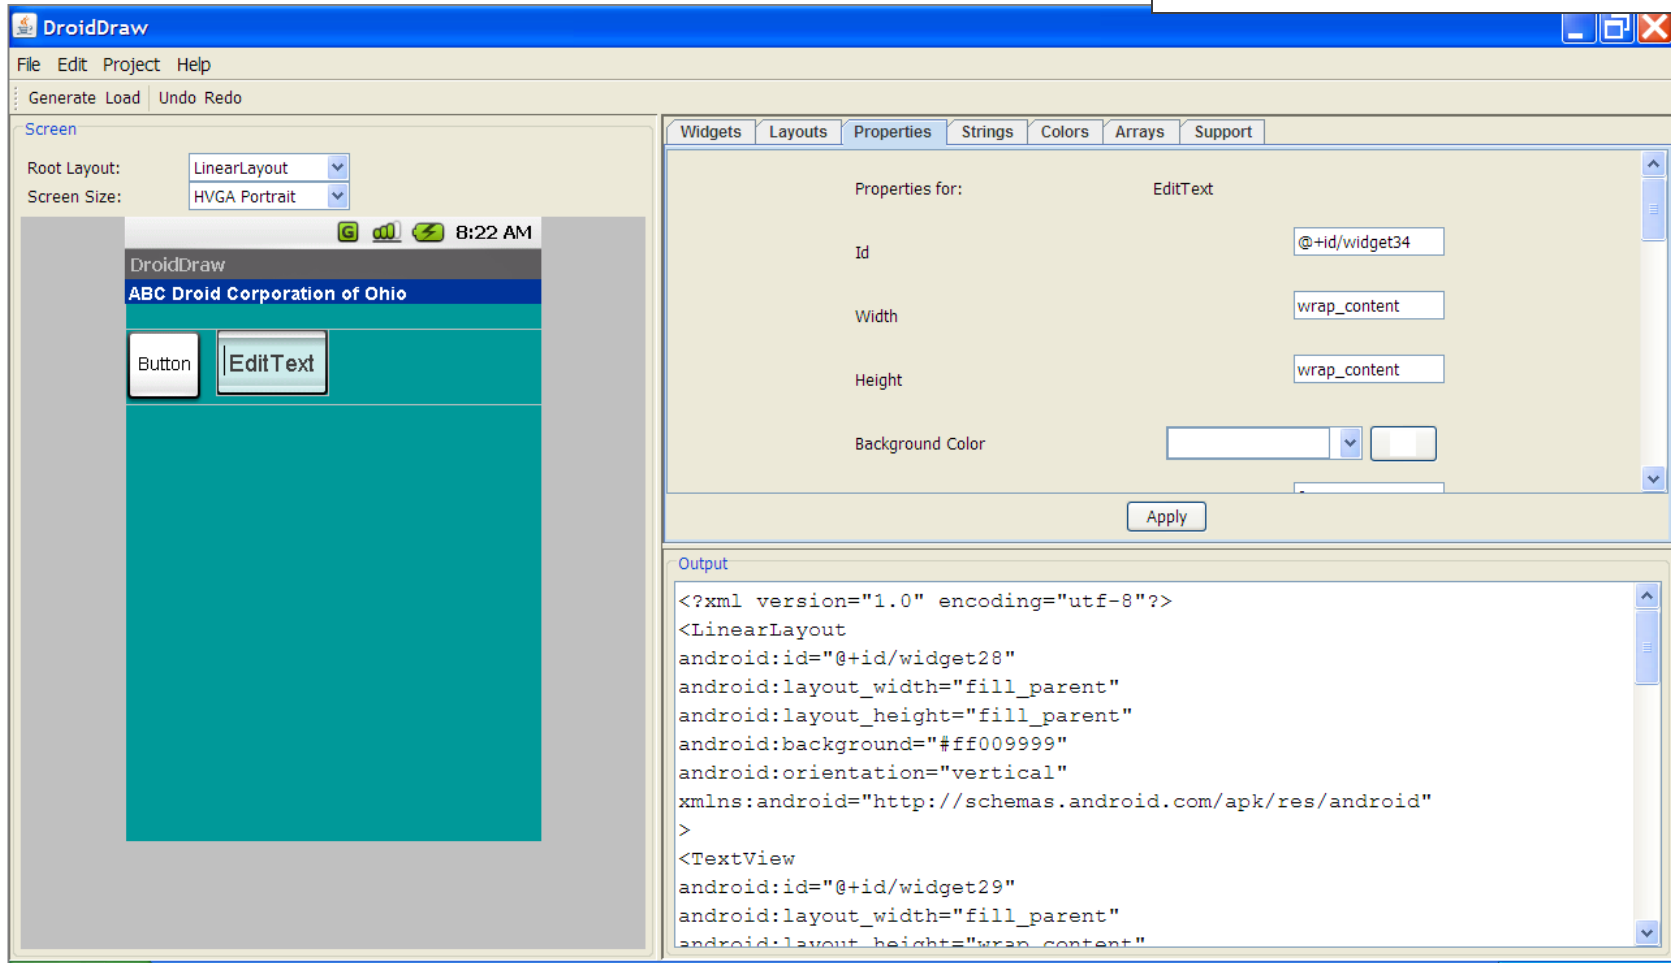 DroidDraw
File Edit Project Help
Generate Load Undo Redo
Screen
Root Layout: LinearLayout
Screen Size: HVGA Portrait
G 8:22 AM
DroidDraw
ABC Droid Corporation of Ohio
Button EditText
Widgets Layouts Properties Strings Colors Arrays Support
Properties for: EditText
Id @+id/widget34
Width wrap_content
Height wrap_content
Background Color
Apply
Output
<?xml version="1.0" encoding="utf-8"?>
<LinearLayout
android:id="@+id/widget28"
android:layout_width="fill_parent"
android:layout_height="fill_parent"
android:background="#ff009999"
android:orientation="vertical"
xmlns:android="http://schemas.android.com/apk/res/android"
>
<TextView
android:id="@+id/widget29"
android:layout_width="fill_parent"
android:layout_height="wrap_content"